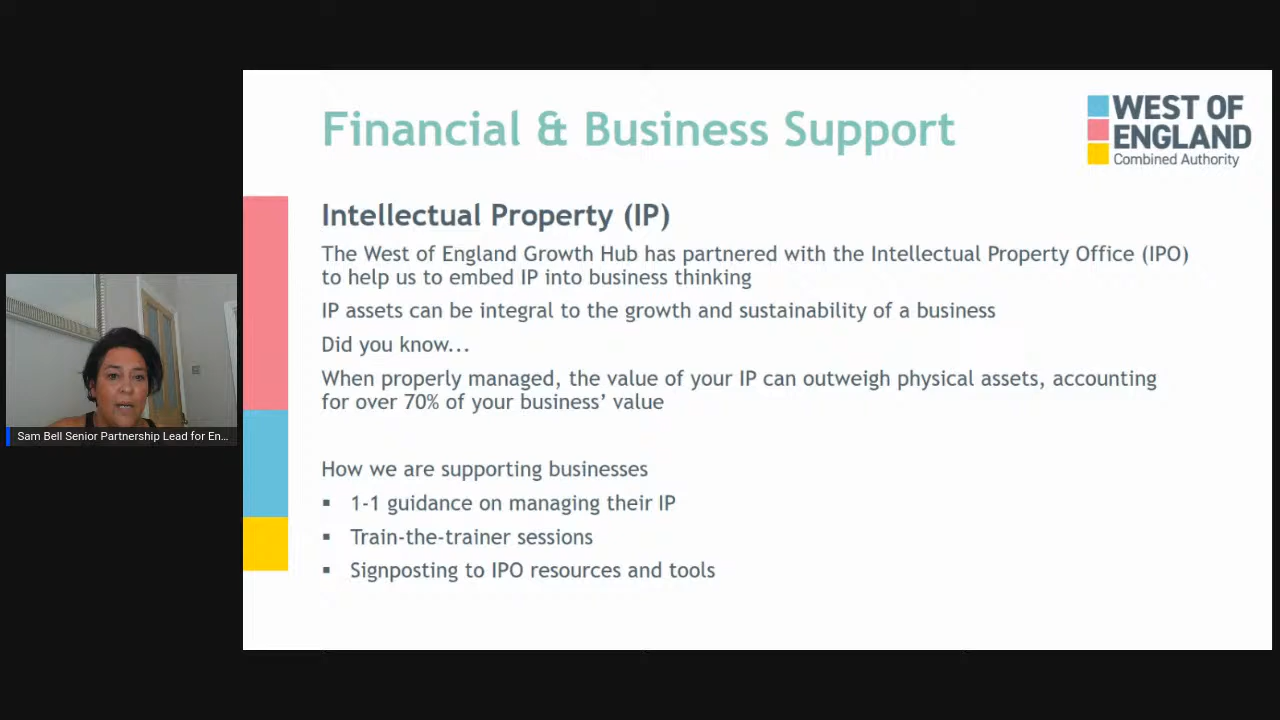 Financial & Business Support
WEST OF
ENGLAND
Combined Authority
Intellectual Property (IP)
The West of England Growth Hub has partnered with the Intellectual Property Office (IPO)
to help us to embed IP into business thinking
IP assets can be integral to the growth and sustainability of a business
Did you know...
When properly managed, the value of your IP can outweigh physical assets, accounting
for over 70% of your business’ value
How we are supporting businesses
▪ 1-1 guidance on managing their IP
▪ Train-the-trainer sessions
▪ Signposting to IPO resources and tools
Sam Bell Senior Partnership Lead for En...